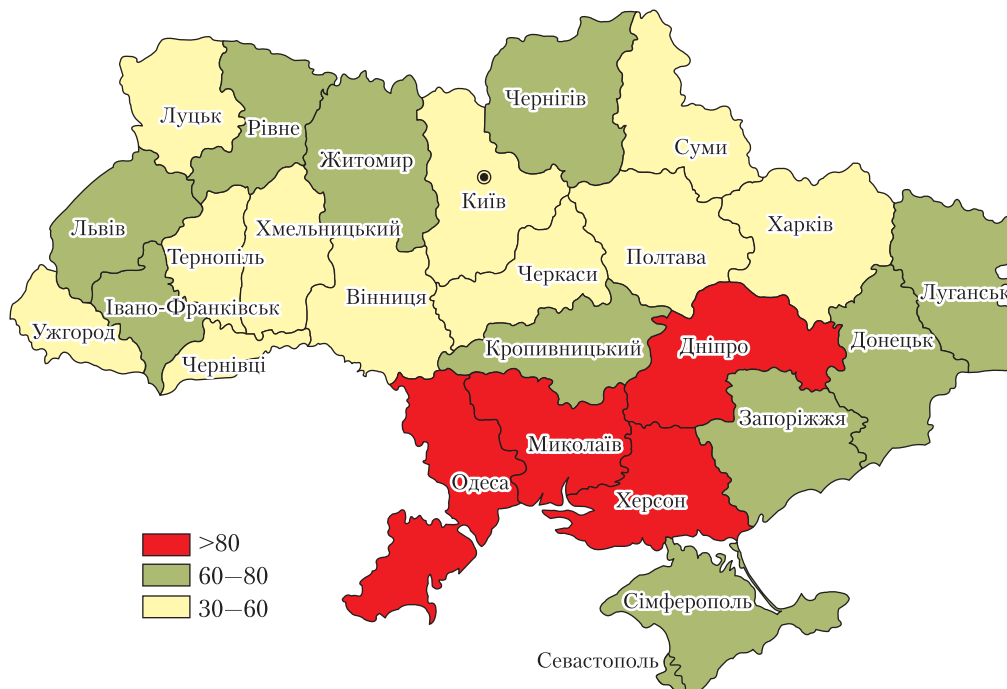 Чернігів
Луцьк
Рівне
Суми
Житомир
Київ
Львів
Хмельницький
Харків
Тернопіль
Черкаси
Полтава
Вінниця
Луганськ
Івано-Франківськ
Ужгород
Донецьк
Кропивницький
Дніпро
Чернівці
Запоріжжя
Миколаїв
Одеса
Херсон
>80
60–80
30–60
Сімферополь
Севастополь